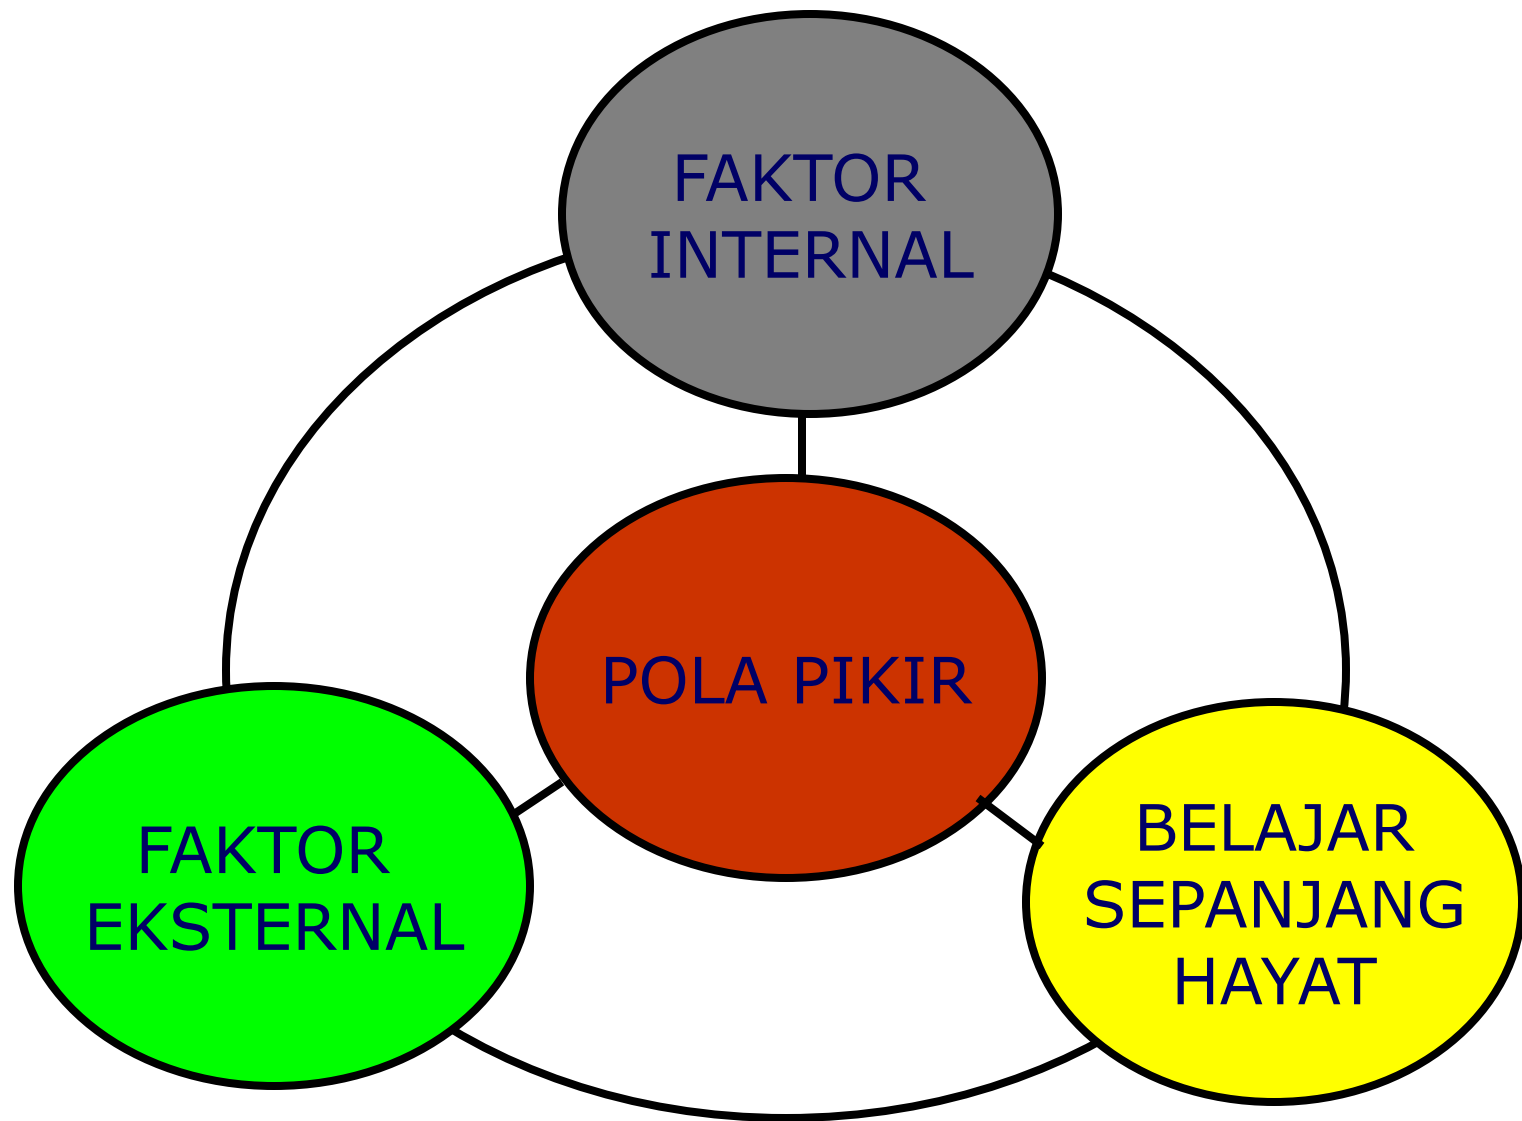 FAKTOR
INTERNAL
POLA PIKIR
FAKTOR
EKSTERNAL
BELAJAR
SEPANJANG
HAYAT